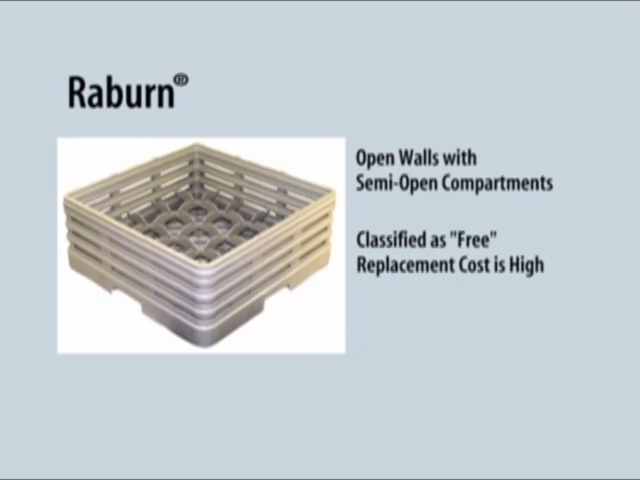 Raburn®
Open Walls with
Semi-Open Compartments
Classified as "Free"
Replacement Cost is High